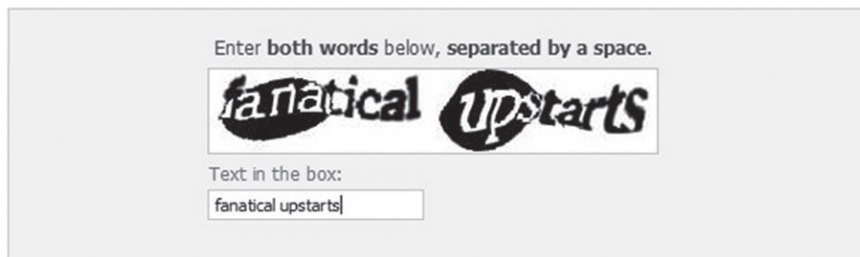 Enter both words below, separated by a space.
fanatical upstarts
Text in the box:
fanatical upstarts